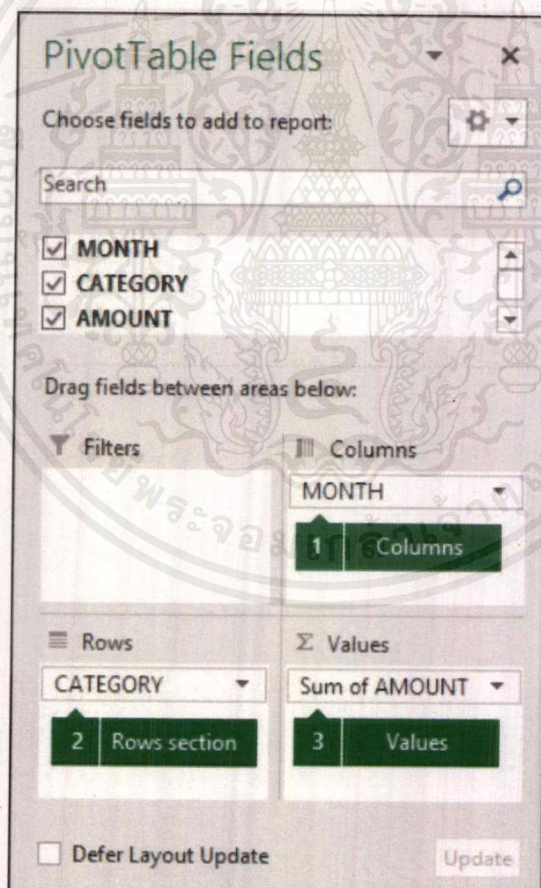 PivotTable Fields
Choose fields to add to report:
Search
MONTH
CATEGORY
AMOUNT
Drag fields between areas below:
Filters
Columns
MONTH
1 Columns
Rows
Σ Values
CATEGORY
Sum of AMOUNT
2 Rows section
3 Values
Defer Layout Update
Update